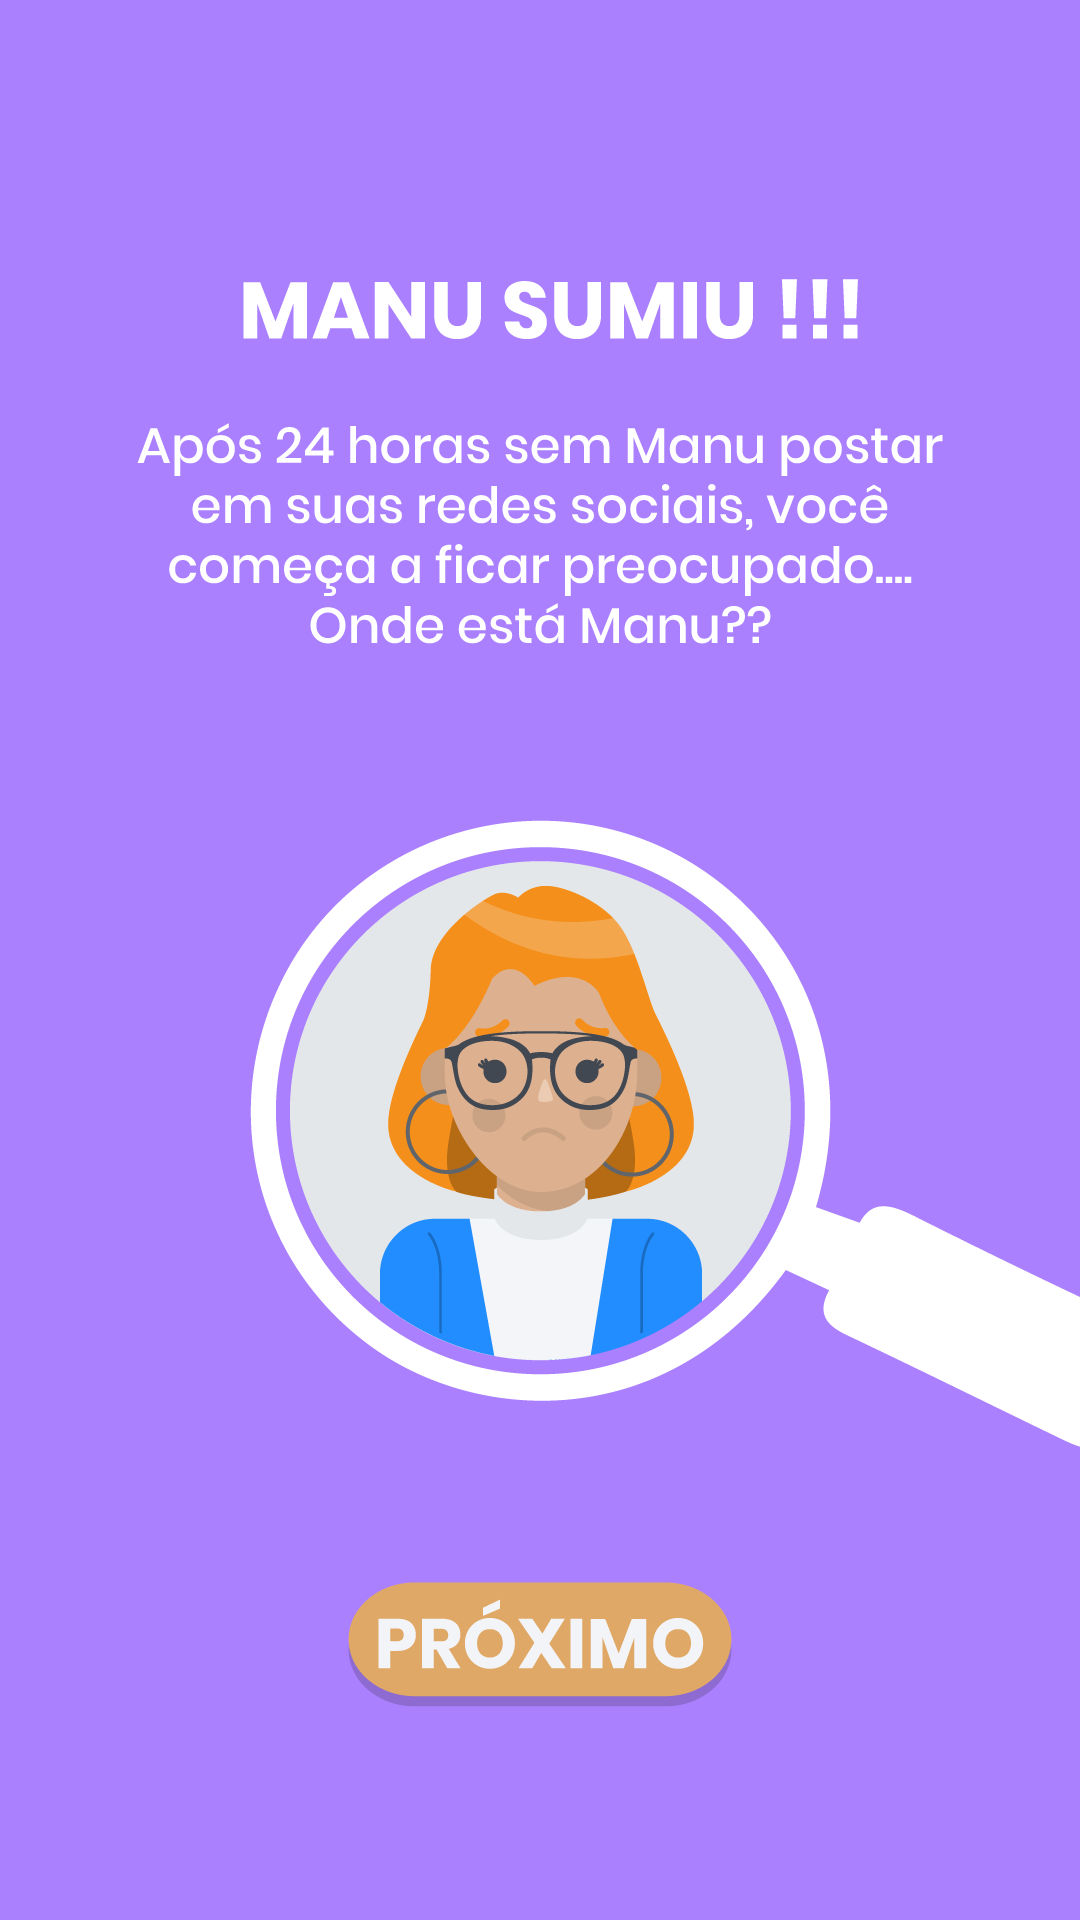 MANU SUMIU !!!
Após 24 horas sem Manu postar
em suas redes sociais, você
começa a ficar preocupado....
Onde está Manu??
PRÓXIMO